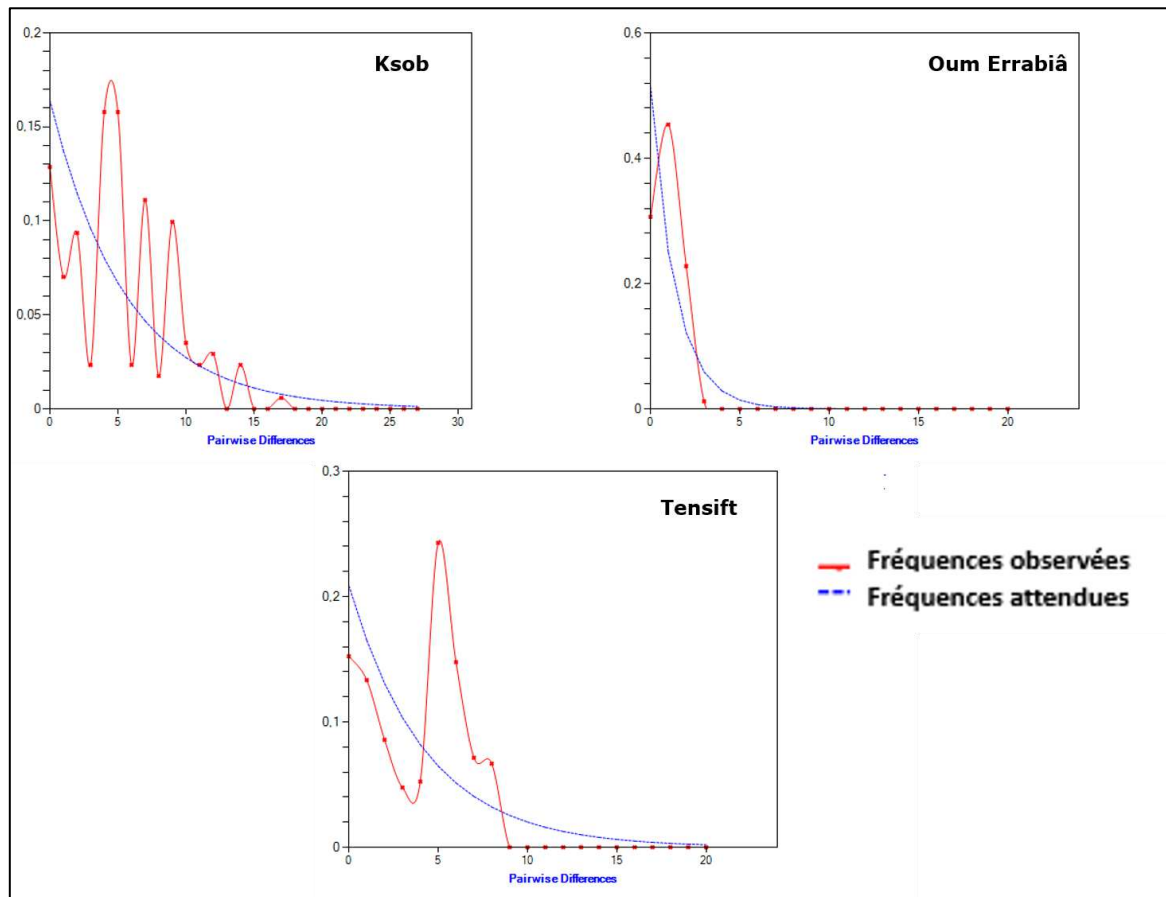 Ksob
0,2
0,15
0,1
0,05
0
0 5 10 15 20 25 30
Pairwise Differences
Oum Errabiâ
0,6
0,4
0,2
0
0 5 10 15 20
Pairwise Differences
Tensift
0,3
0,2
0,1
0
0 5 10 15 20
Pairwise Differences
Fréquences observées
Fréquences attendues